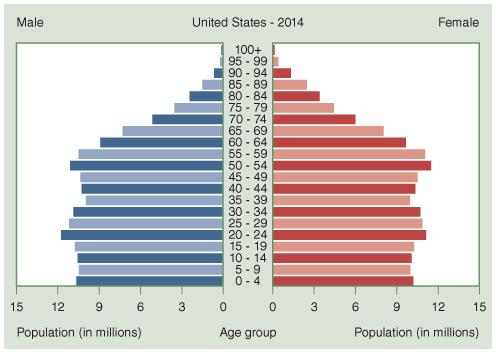 Male United States - 2014 Female
100+
95 - 99
90 - 94
85 - 89
80 - 84
75 - 79
70 - 74
65 - 69
60 - 64
55 - 59
50 - 54
45 - 49
40 - 44
35 - 39
30 - 34
25 - 29
20 - 24
15 - 19
10 - 14
5 - 9
0 - 4
15 12 9 6 3 0 0 3 6 9 12 15
Population (in millions) Age group Population (in millions)